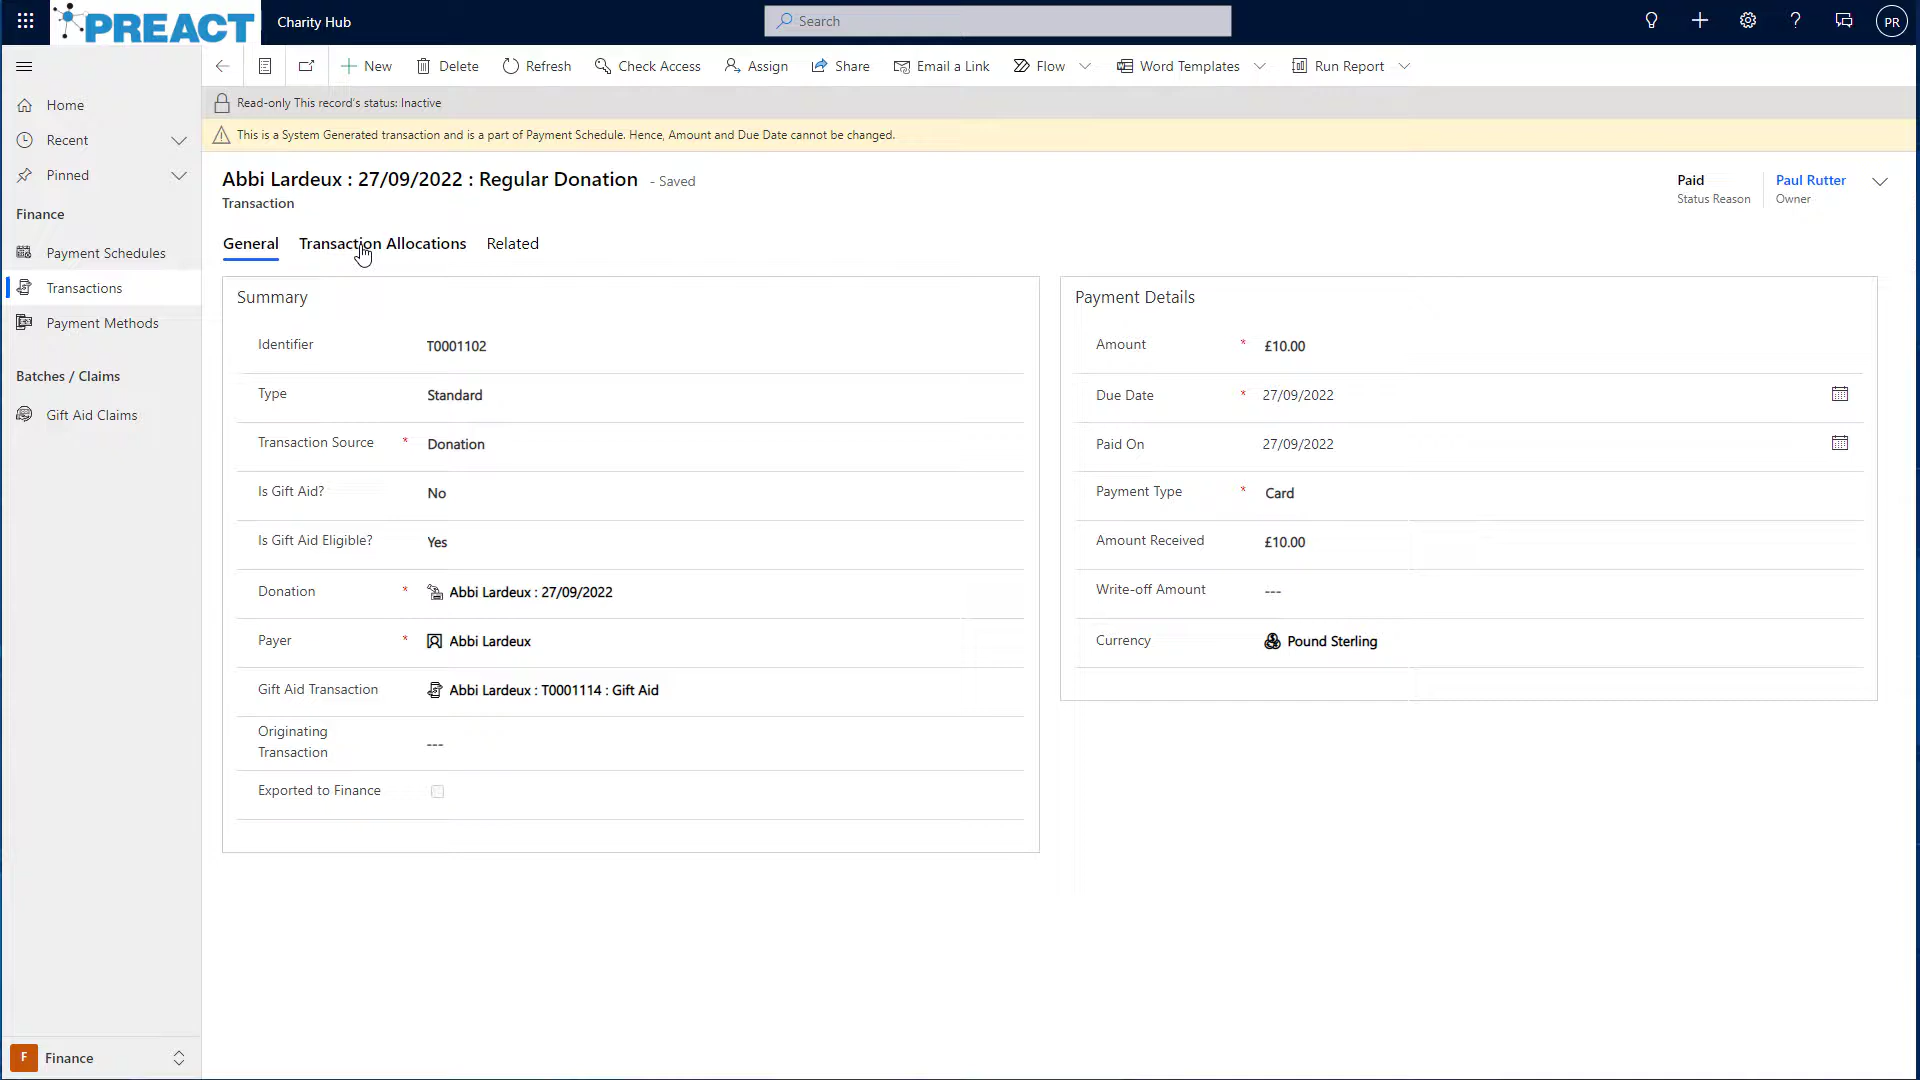 PREACT
Charity Hub
Search
PR
New
Delete
Refresh
Check Access
Assign
Share
Email a Link
Flow
Word Templates
Run Report
Home
Recent
Pinned
Finance
Payment Schedules
Transactions
Payment Methods
Batches / Claims
Gift Aid Claims
F Finance
Read-only This record's status: Inactive
This is a System Generated transaction and is a part of Payment Schedule. Hence, Amount and Due Date cannot be changed.
Abbi Lardeux : 27/09/2022 : Regular Donation - Saved
Transaction
Paid
Status Reason
Paul Rutter
Owner
General Transaction Allocations Related
Summary
Identifier T0001102
Type Standard
Transaction Source * Donation
Is Gift Aid? No
Is Gift Aid Eligible? Yes
Donation * Abbi Lardeux : 27/09/2022
Payer * Abbi Lardeux
Gift Aid Transaction Abbi Lardeux : T0001114 : Gift Aid
Originating
Transaction ---
Exported to Finance
Payment Details
Amount * £10.00
Due Date * 27/09/2022
Paid On 27/09/2022
Payment Type * Card
Amount Received £10.00
Write-off Amount ---
Currency Pound Sterling